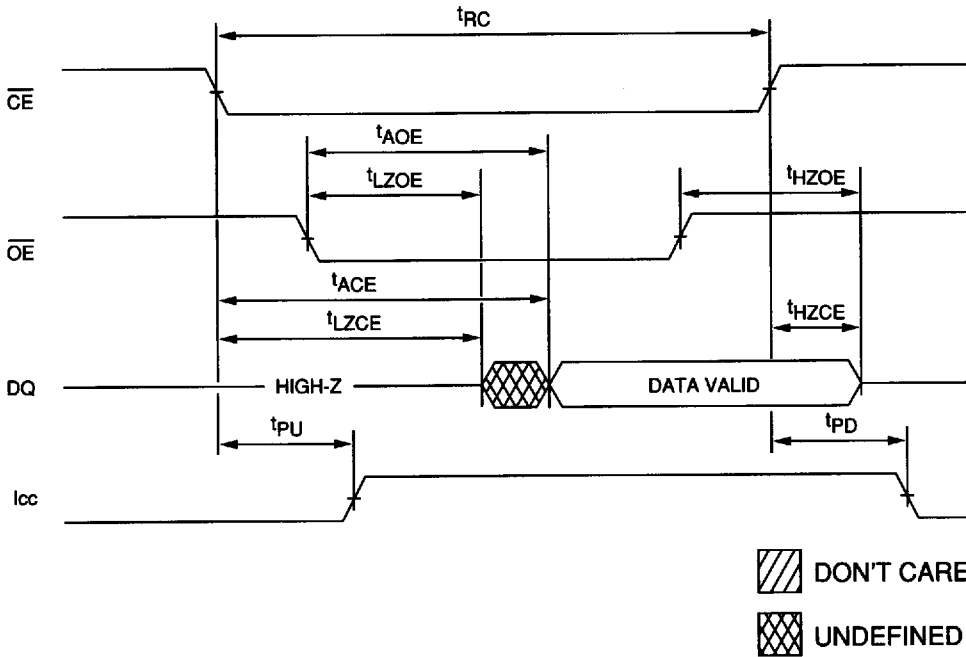 tRC
CE
tAOE
tLZOE
tHZOE
OE
tACE
tLZCE
tHZCE
DQ
HIGH-Z
DATA VALID
tPU
tPD
Icc
DON'T CARE
UNDEFINED